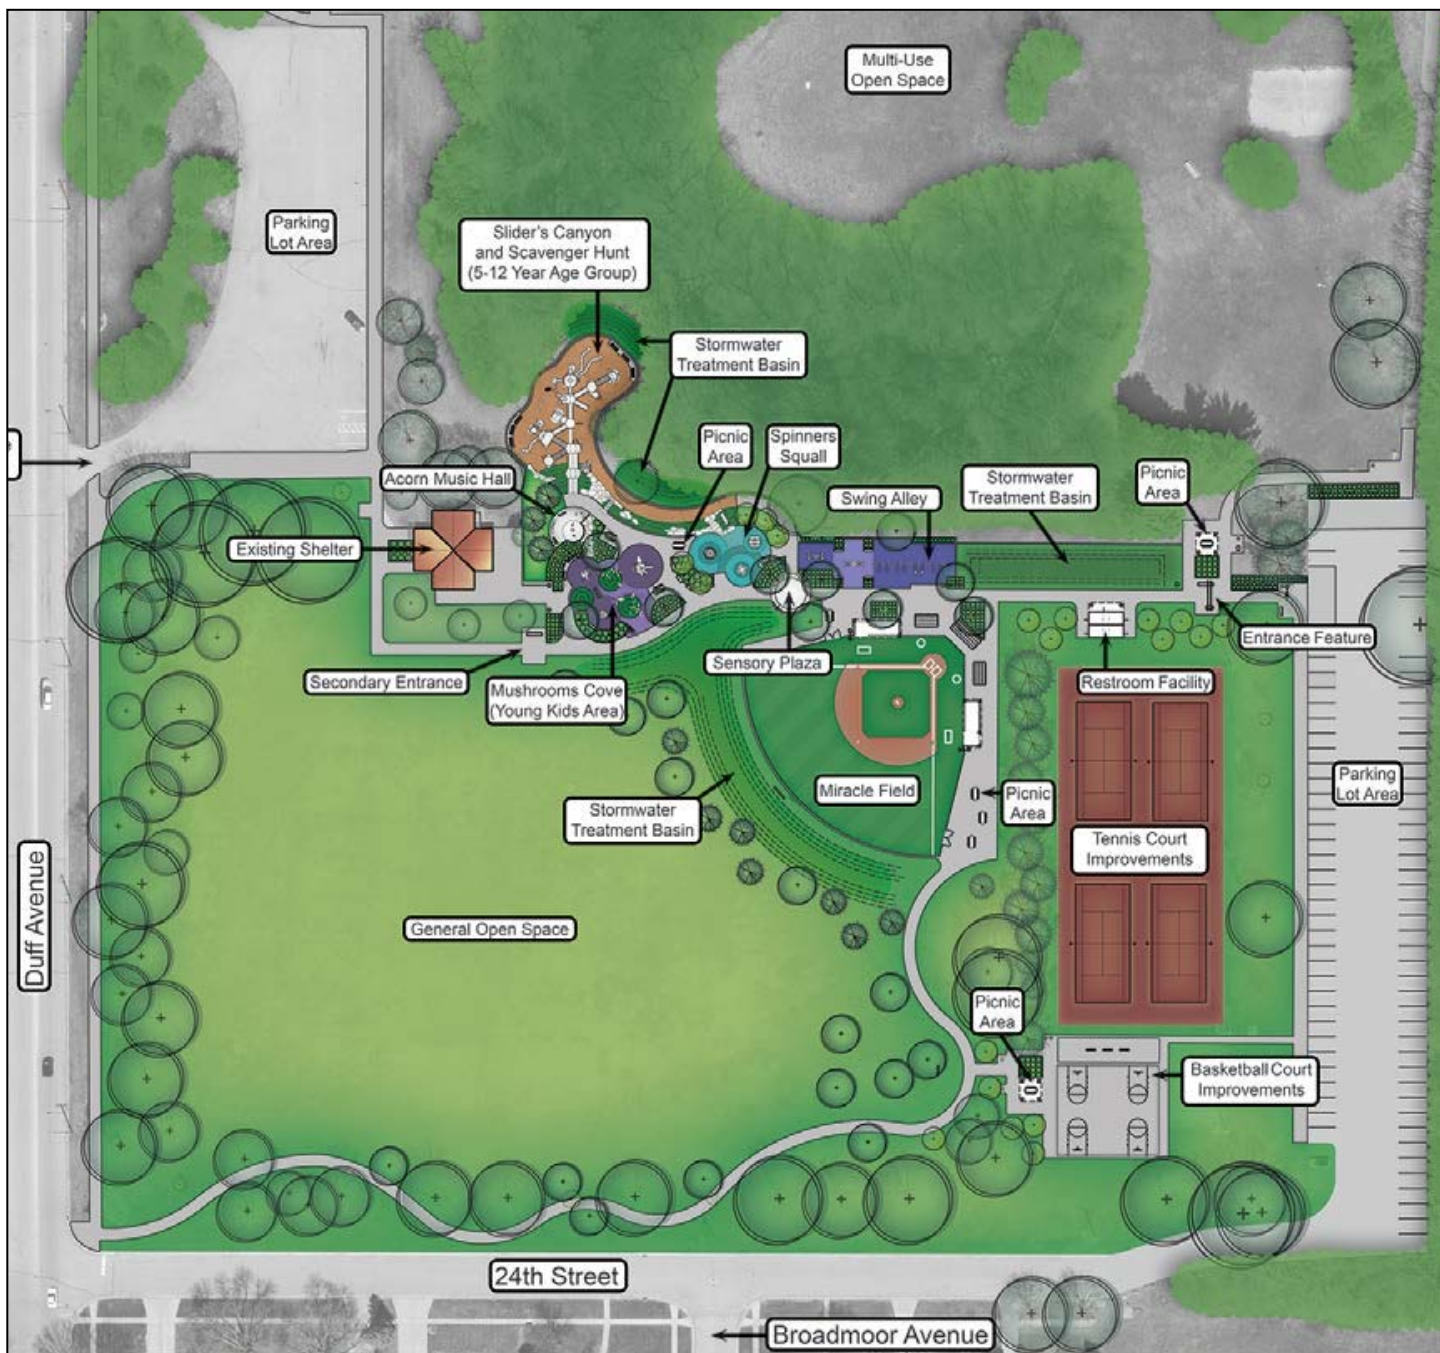 Multi-Use
Open Space
Parking
Lot Area
Slider's Canyon
and Scavenger Hunt
(5-12 Year Age Group)
Stormwater
Treatment Basin
Picnic
Area
Spinners
Squall
Acorn Music Hall
Swing Alley
Stormwater
Treatment Basin
Picnic
Area
Existing Shelter
Entrance Feature
Sensory Plaza
Secondary Entrance
Mushrooms Cove
(Young Kids Area)
Restroom Facility
Miracle Field
Picnic
Area
Parking
Lot Area
Stormwater
Treatment Basin
Tennis Court
Improvements
General Open Space
Duff Avenue
Picnic
Area
Basketball Court
Improvements
24th Street
Broadmoor Avenue